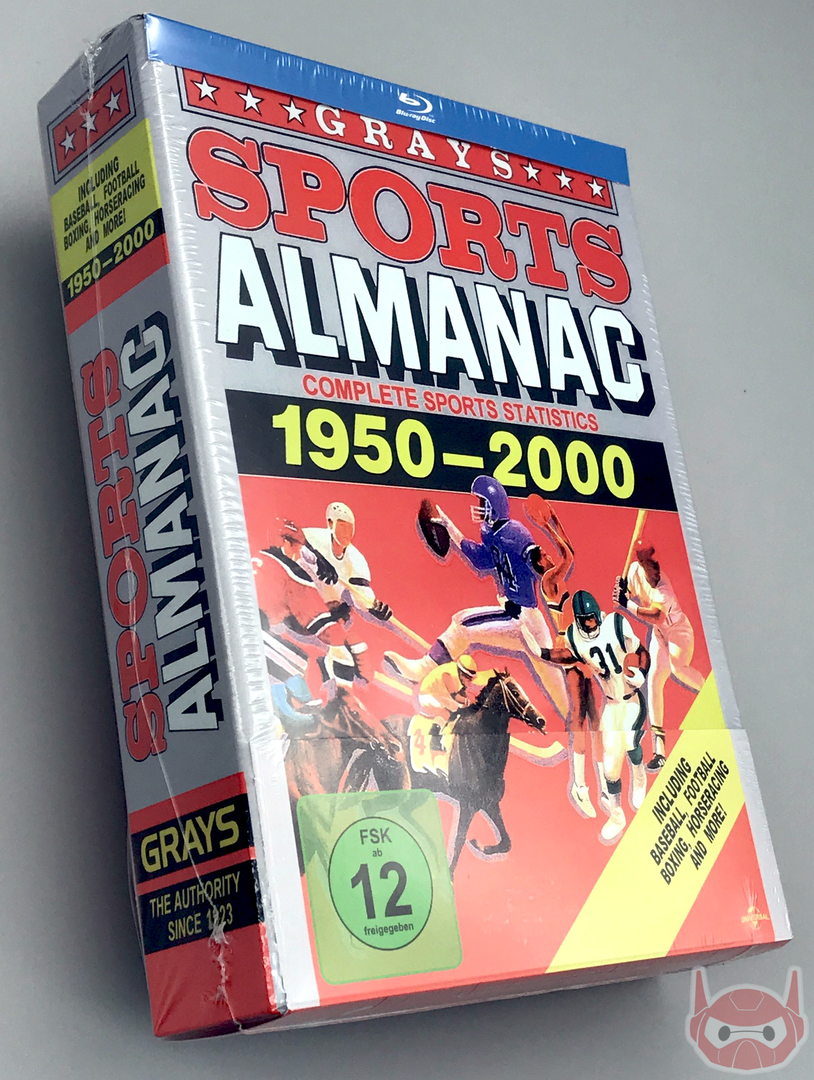 INCLUDING
BASEBALL, FOOTBALL
BOXING, HORSERACING
AND MORE!
1950-2000
SPORTS
ALMANAC
GRAYS
THE AUTHORITY
SINCE 1923
Blu-ray Disc
GRAYS
SPORTS
ALMANAC
COMPLETE SPORTS STATISTICS
1950–2000
84
31
4
INCLUDING
BASEBALL, FOOTBALL
BOXING, HORSERACING
AND MORE!
FSK
ab
12
freigegeben
UNIVERSAL